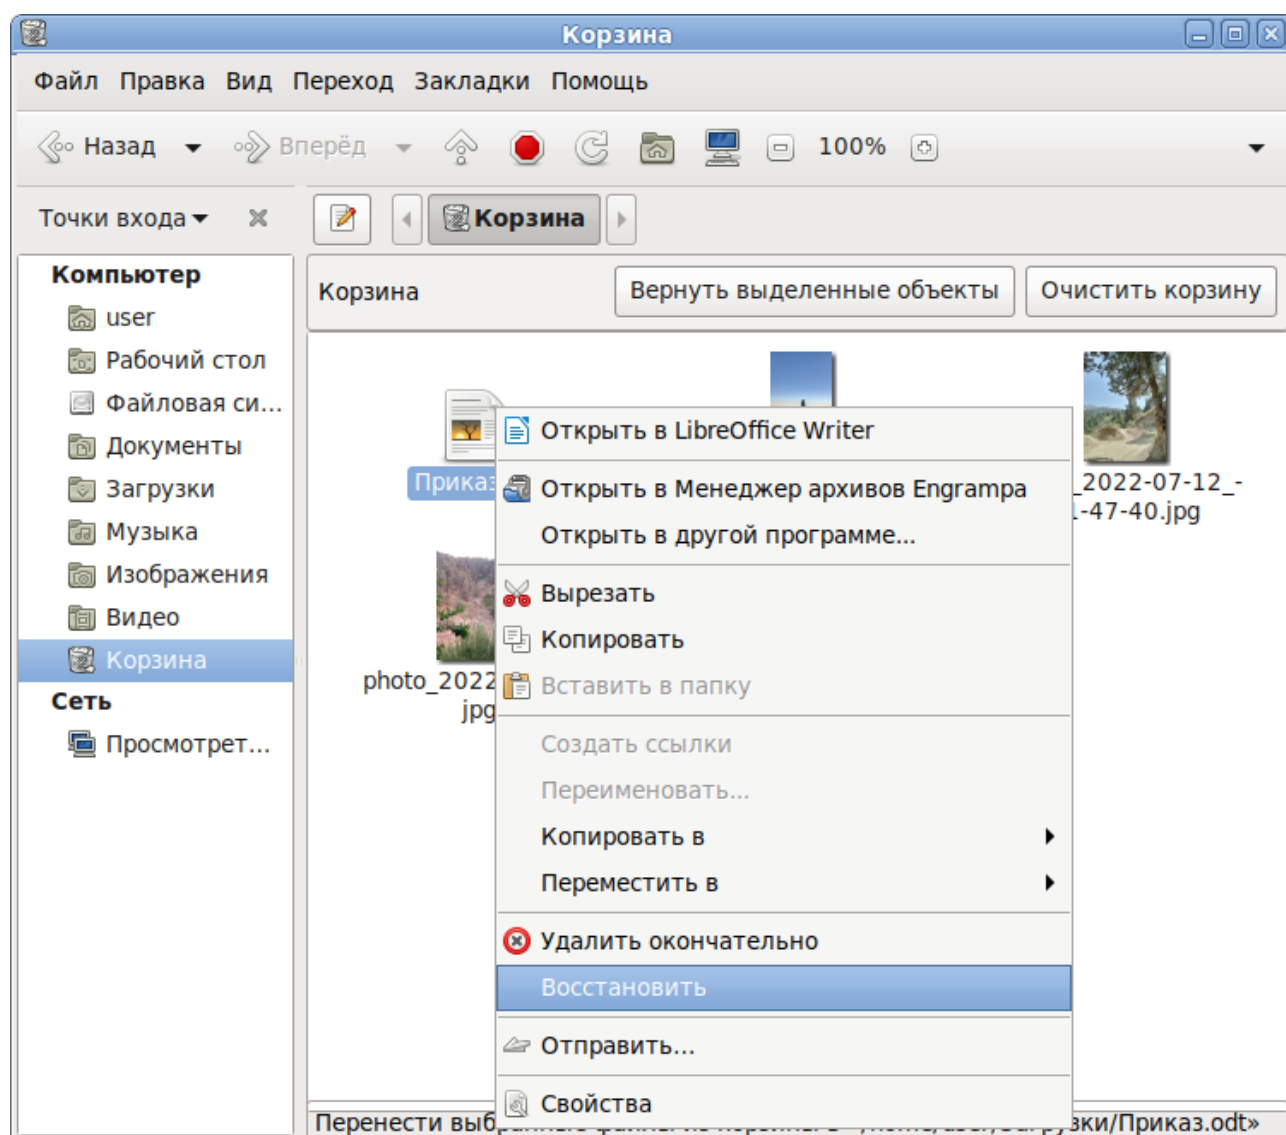 Корзина
Файл Правка Вид Переход Закладки Помощь
Назад Вперёд 100%
Точки входа
Корзина
Компьютер
user
Рабочий стол
Файловая си...
Документы
Загрузки
Музыка
Изображения
Видео
Корзина
Сеть
Просмотрет...
Корзина
Вернуть выделенные объекты
Очистить корзину
Приказ
_2022-07-12_-
-47-40.jpg
photo_2022
jpg
Открыть в LibreOffice Writer
Открыть в Менеджер архивов Engrampa
Открыть в другой программе...
Вырезать
Копировать
Вставить в папку
Создать ссылки
Переименовать...
Копировать в
Переместить в
Удалить окончательно
Восстановить
Отправить...
Свойства
Перенести выб
зки/Приказ.odt»